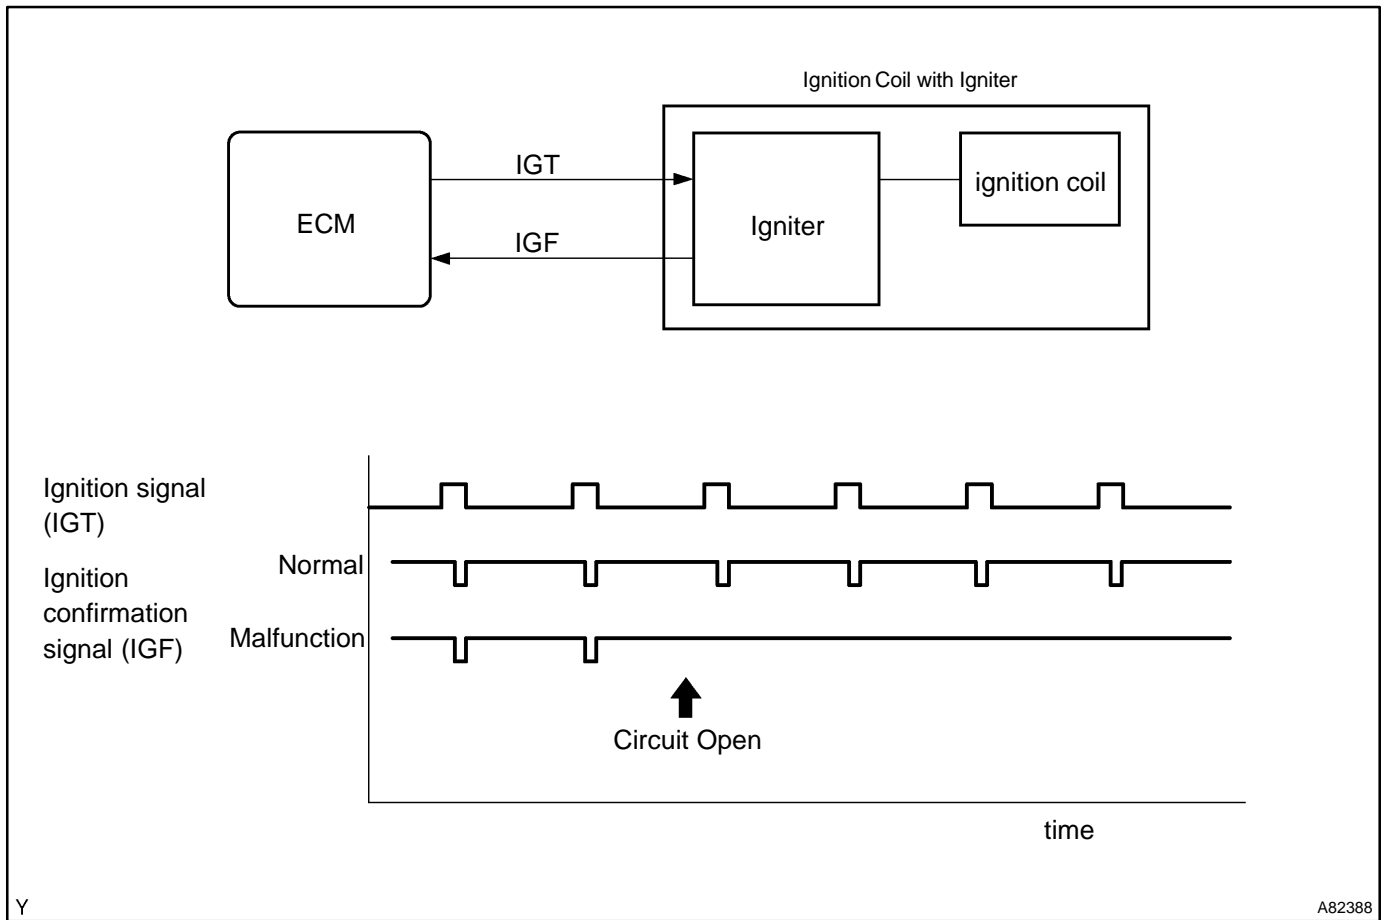 Ignition Coil with Igniter
ECM
IGT
IGF
Igniter
ignition coil
Ignition signal
(IGT)
Normal
Ignition
confirmation
signal (IGF)
Malfunction
Circuit Open
time
Y
A82388